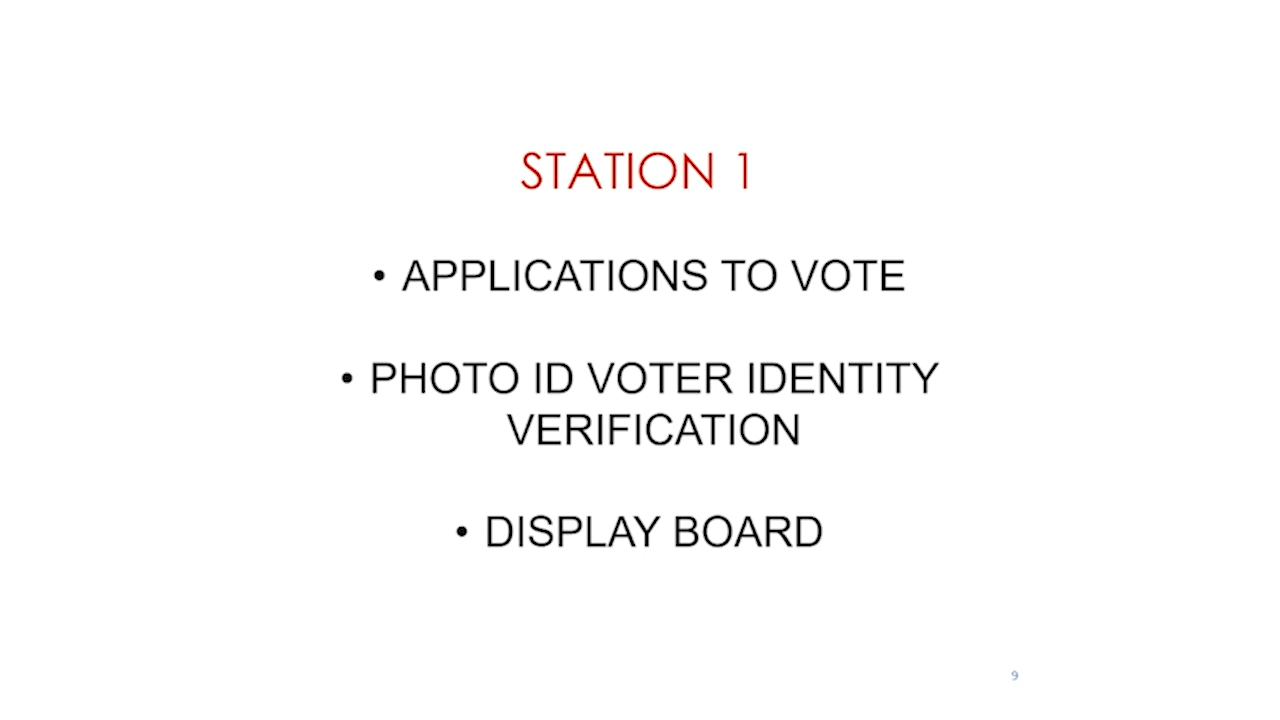 STATION 1
• APPLICATIONS TO VOTE
• PHOTO ID VOTER IDENTITY
VERIFICATION
• DISPLAY BOARD
9